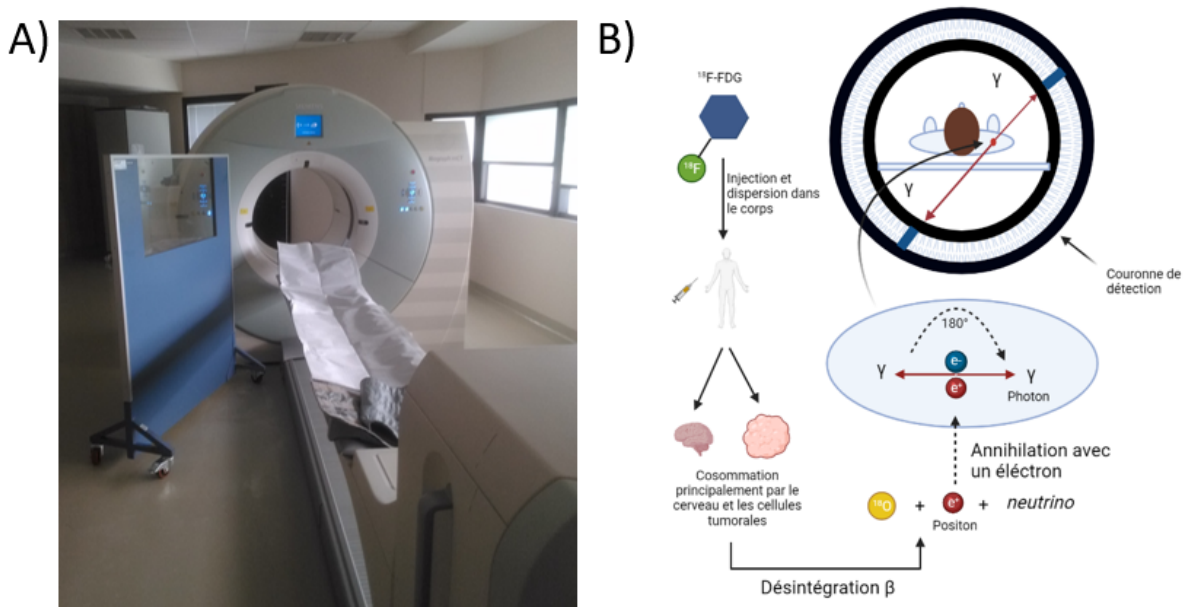 A)
B)
¹⁸F-FDG
¹⁸F
Injection et
dispersion dans
le corps
Cosommation
principalement par le
cerveau et les cellules
tumorales
Désintégration β
¹⁸O + e⁺ + neutrino
Positon
Annihilation avec
un éléctron
180°
γ e- γ
e⁺
Photon
γ
γ
Couronne de
détection